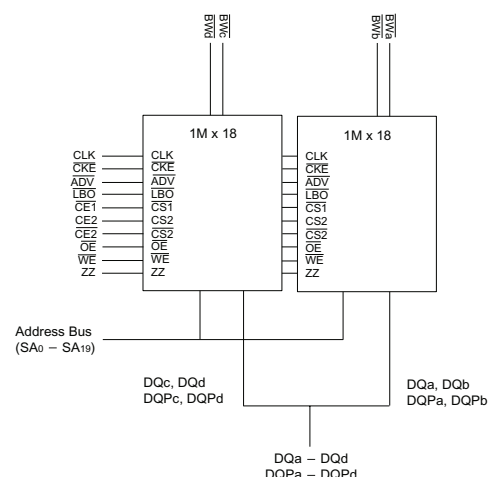 BWd
BWc
BWb
BWa
1M x 18
1M x 18
CLK
CKE
ADV
LBO
CE1
CE2
CE2
OE
WE
ZZ
CLK
CKE
ADV
LBO
CS1
CS2
CS2
OE
WE
ZZ
CLK
CKE
ADV
LBO
CS1
CS2
CS2
OE
WE
ZZ
Address Bus
(SA0 – SA19)
DQc, DQd
DQPc, DQPd
DQa, DQb
DQPa, DQPb
DQa – DQd
DQPa – DQPd